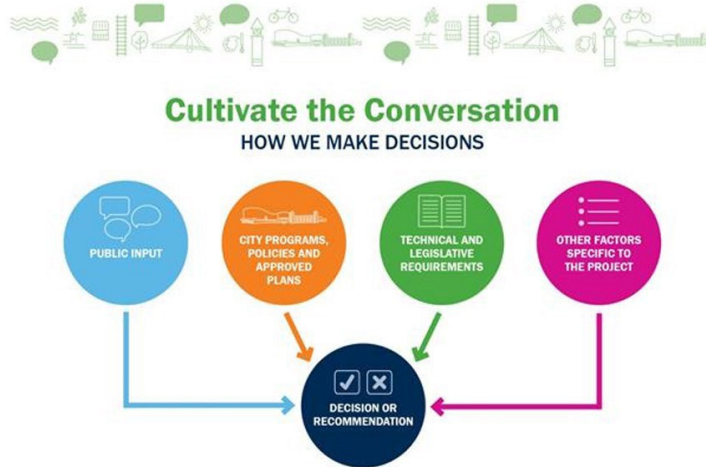 Cultivate the Conversation
HOW WE MAKE DECISIONS
PUBLIC INPUT
CITY PROGRAMS,
POLICIES AND
APPROVED
PLANS
TECHNICAL AND
LEGISLATIVE
REQUIREMENTS
OTHER FACTORS
SPECIFIC TO
THE PROJECT
DECISION OR
RECOMMENDATION